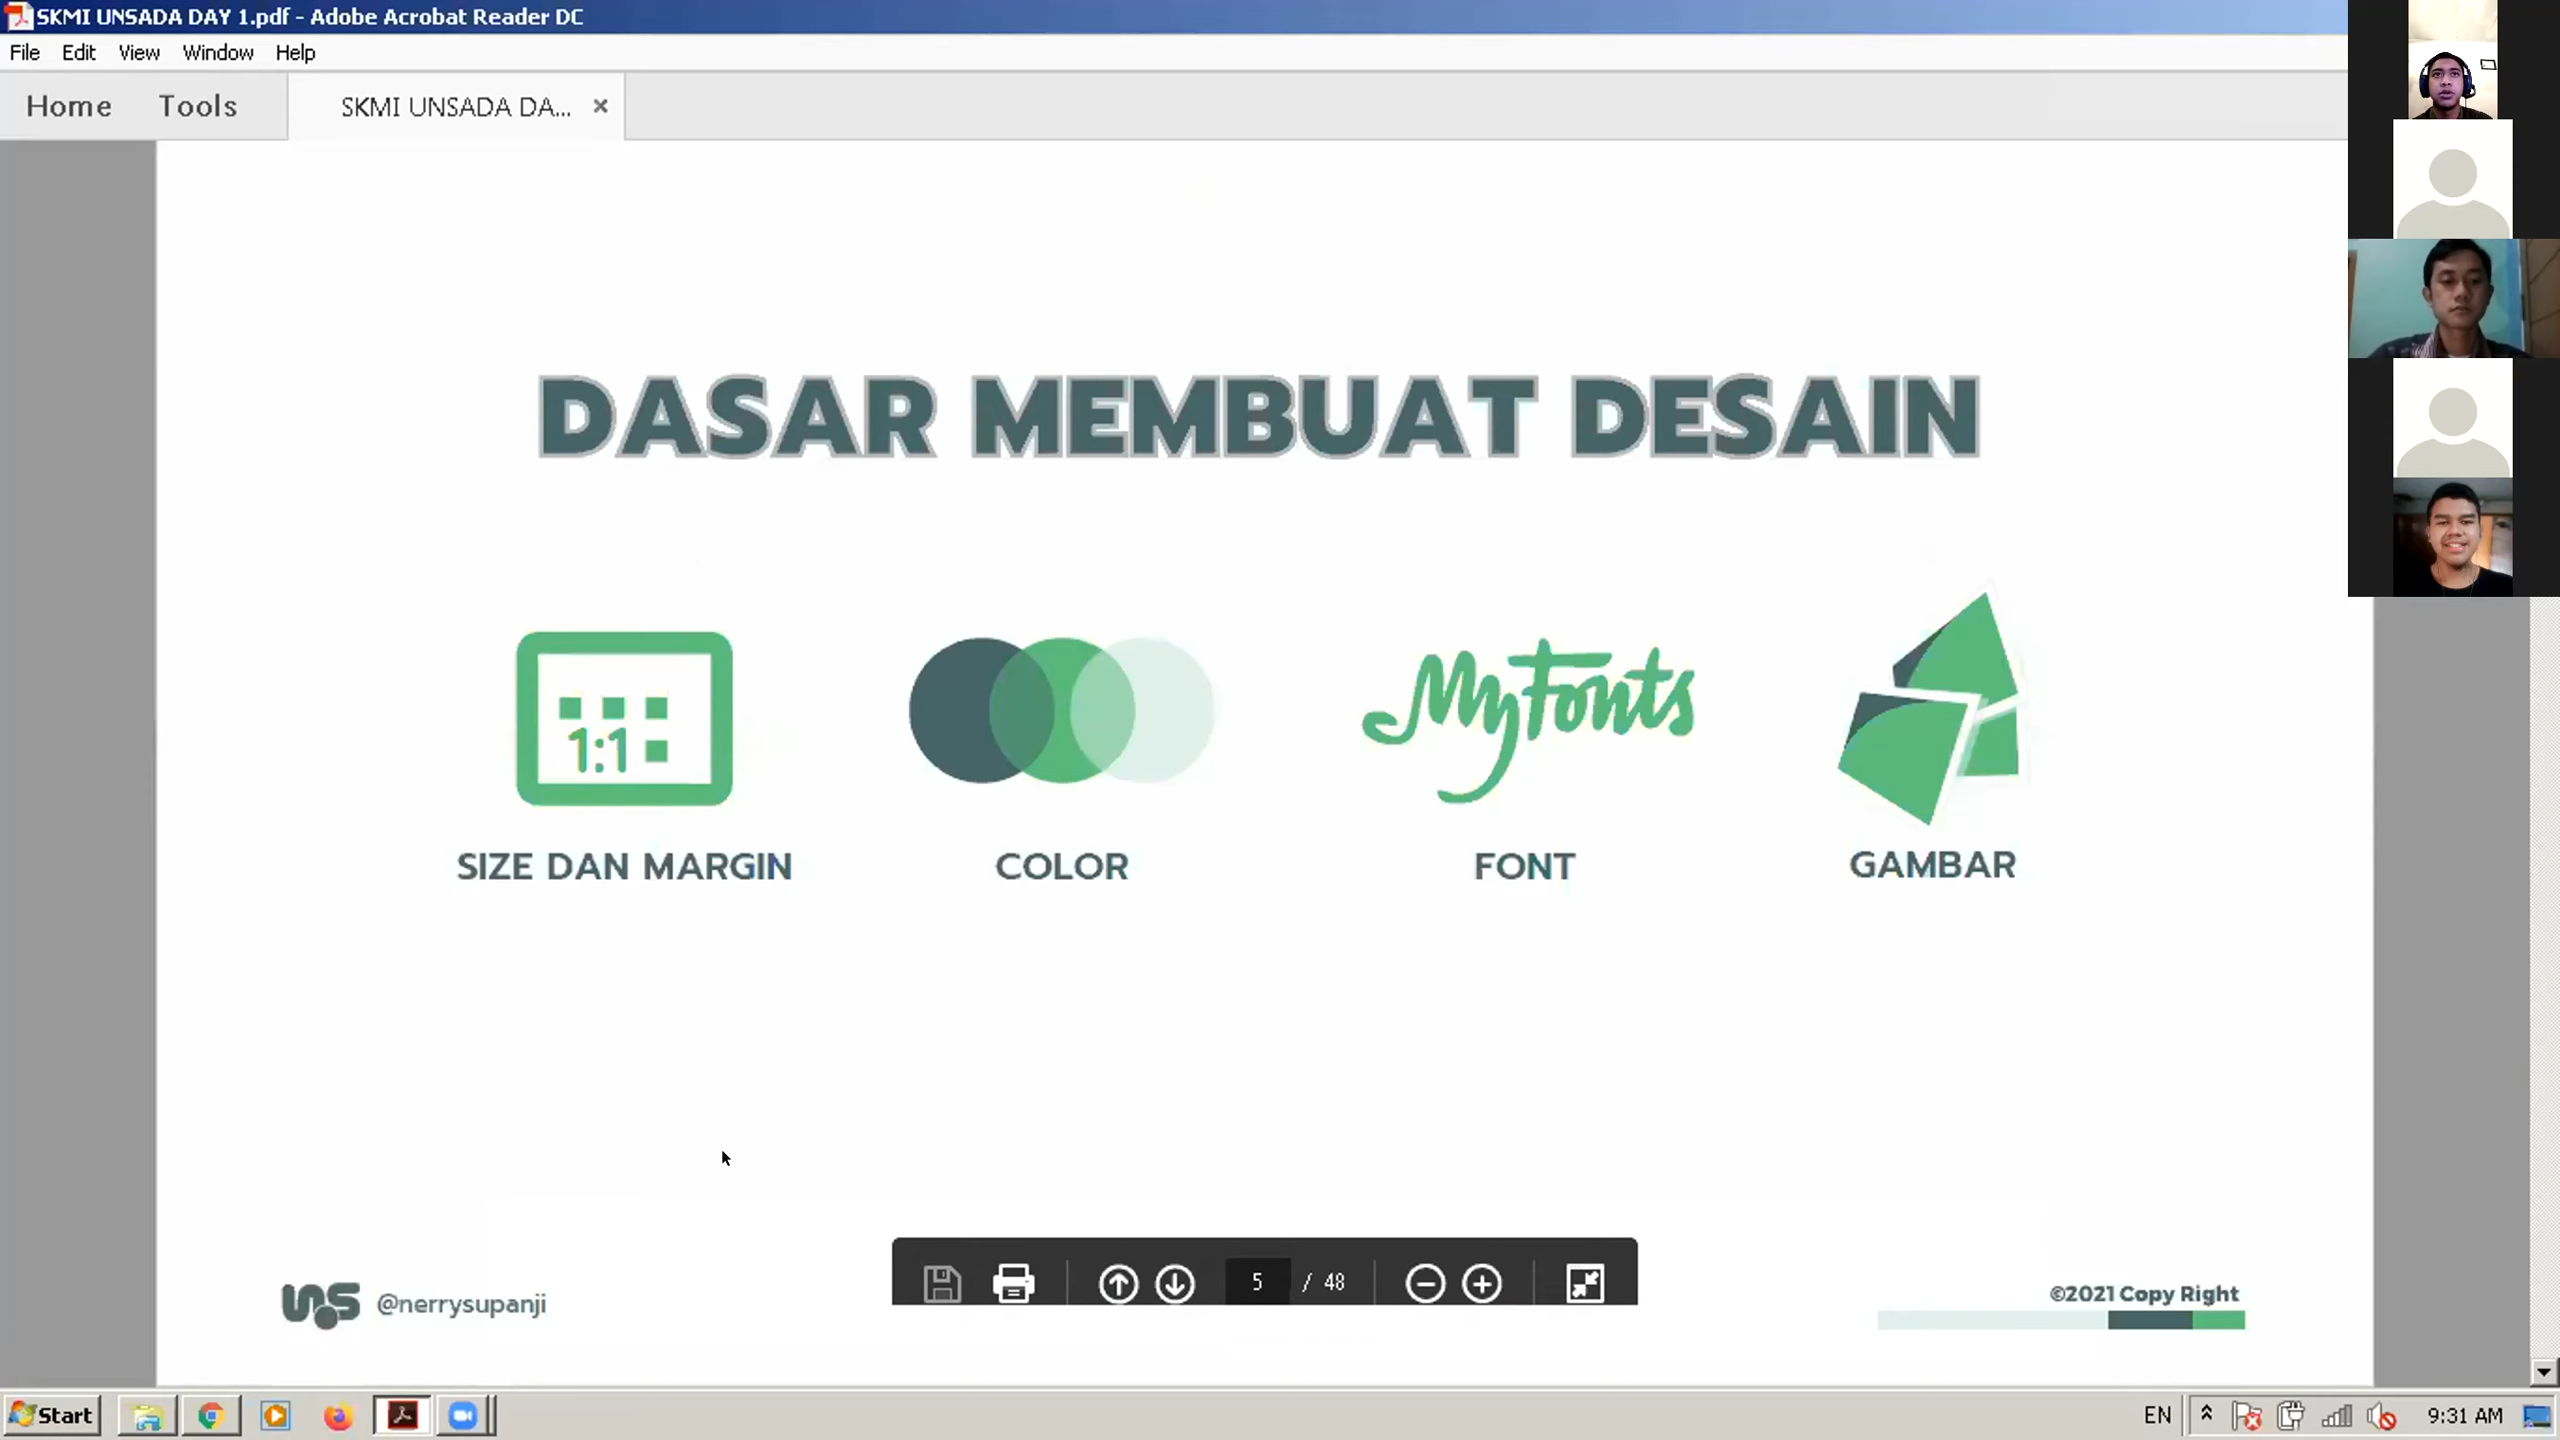 SKMI UNSADA DAY 1.pdf - Adobe Acrobat Reader DC
File Edit View Window Help
Home Tools SKMI UNSADA DA...
DASAR MEMBUAT DESAIN
1:1
MyFonts
SIZE DAN MARGIN
COLOR
FONT
GAMBAR
5 / 48
@nerrysupanji
©2021 Copy Right
Start
EN
9:31 AM